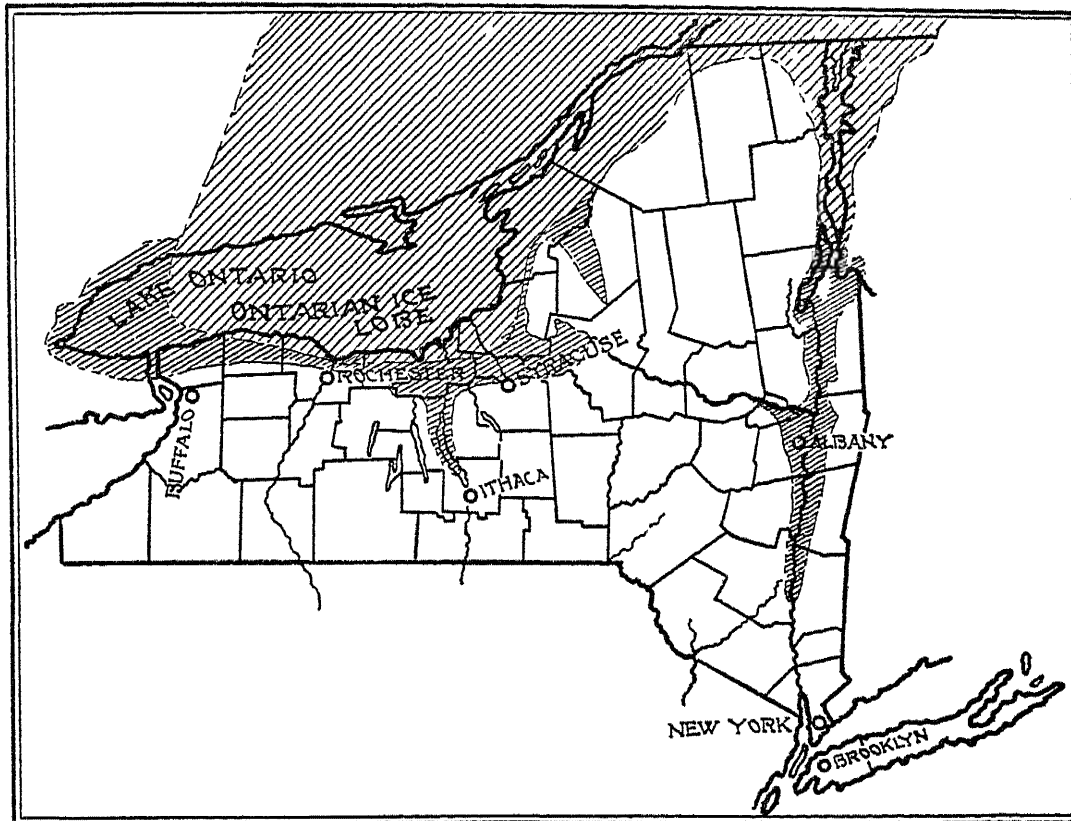 LAKE ONTARIO
ONTARIAN ICE
LOBE
ROCHESTER
SYRACUSE
BUFFALO
ALBANY
ITHACA
NEW YORK
BROOKLYN